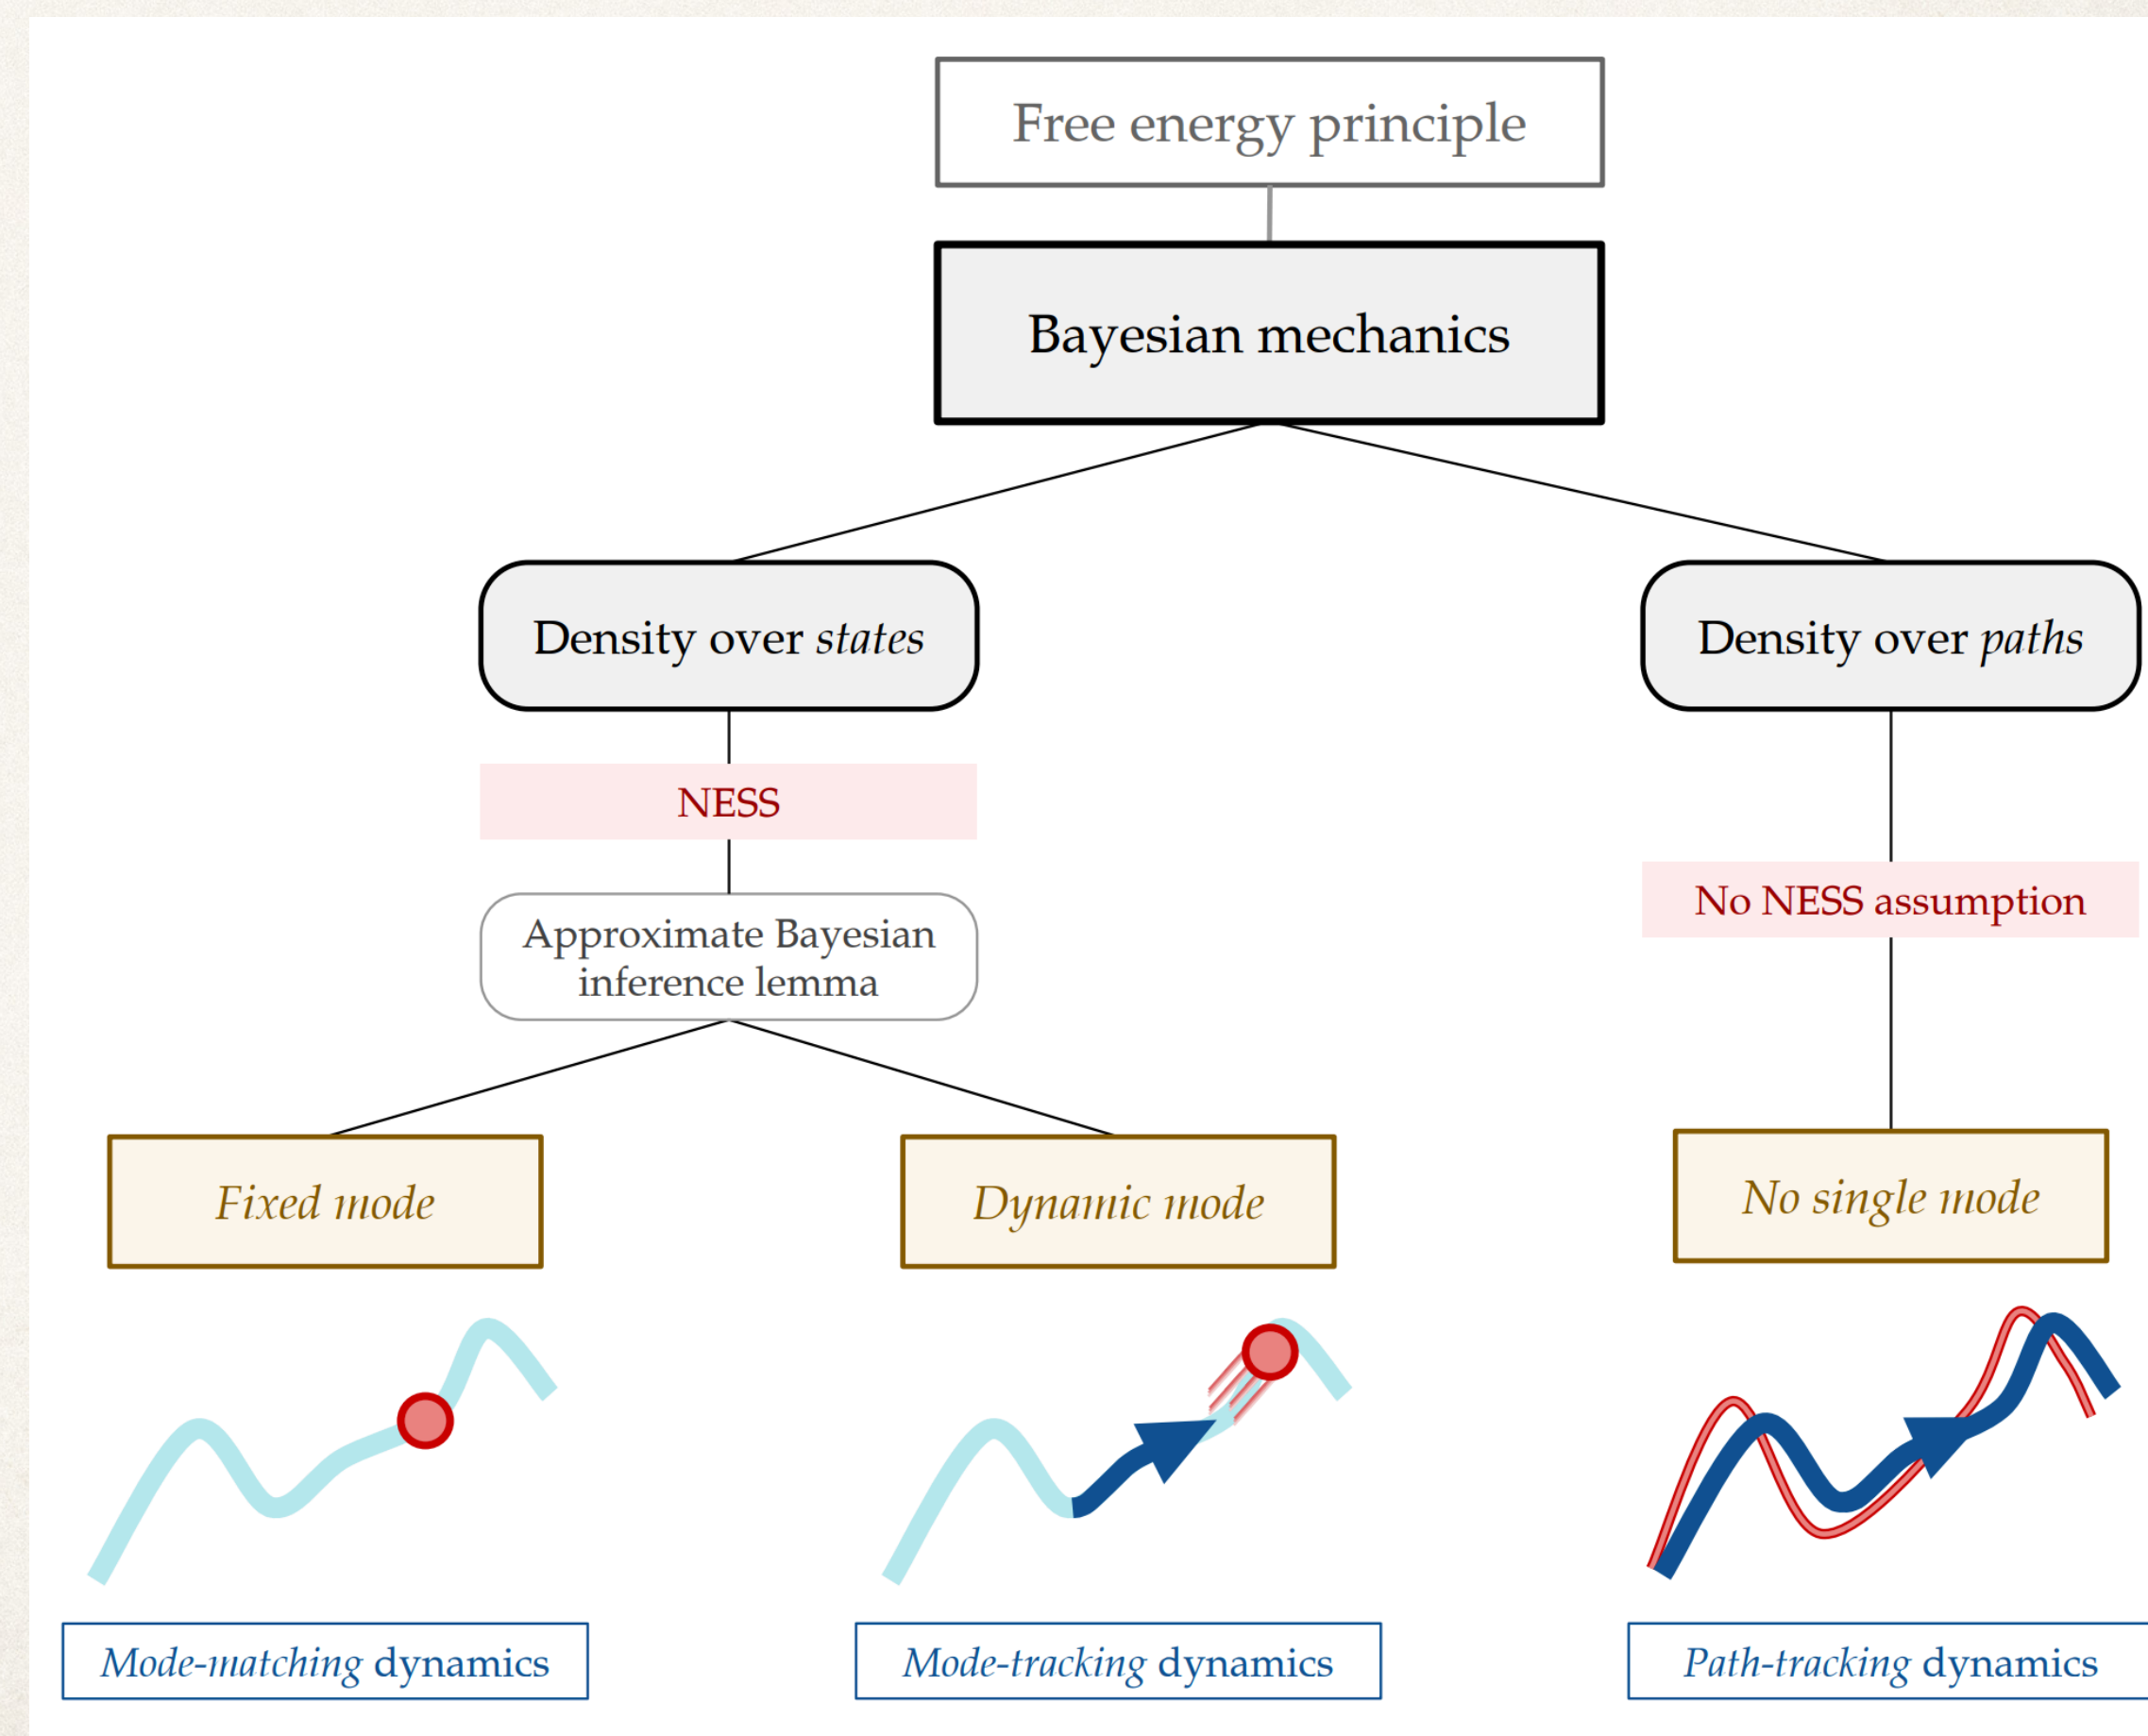 Free energy principle
Bayesian mechanics
Density over states
Density over paths
NESS
No NESS assumption
Approximate Bayesian
inference lemma
Fixed mode
Dynamic mode
No single mode
Mode-matching dynamics
Mode-tracking dynamics
Path-tracking dynamics